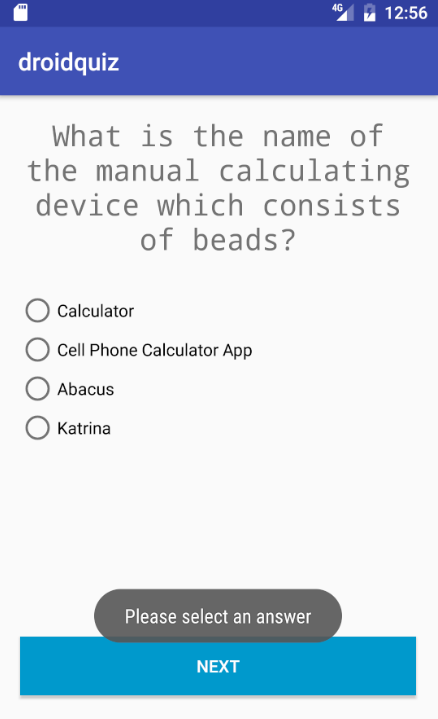 4G 12:56
droidquiz
What is the name of
the manual calculating
device which consists
of beads?
Calculator
Cell Phone Calculator App
Abacus
Katrina
Please select an answer
NEXT